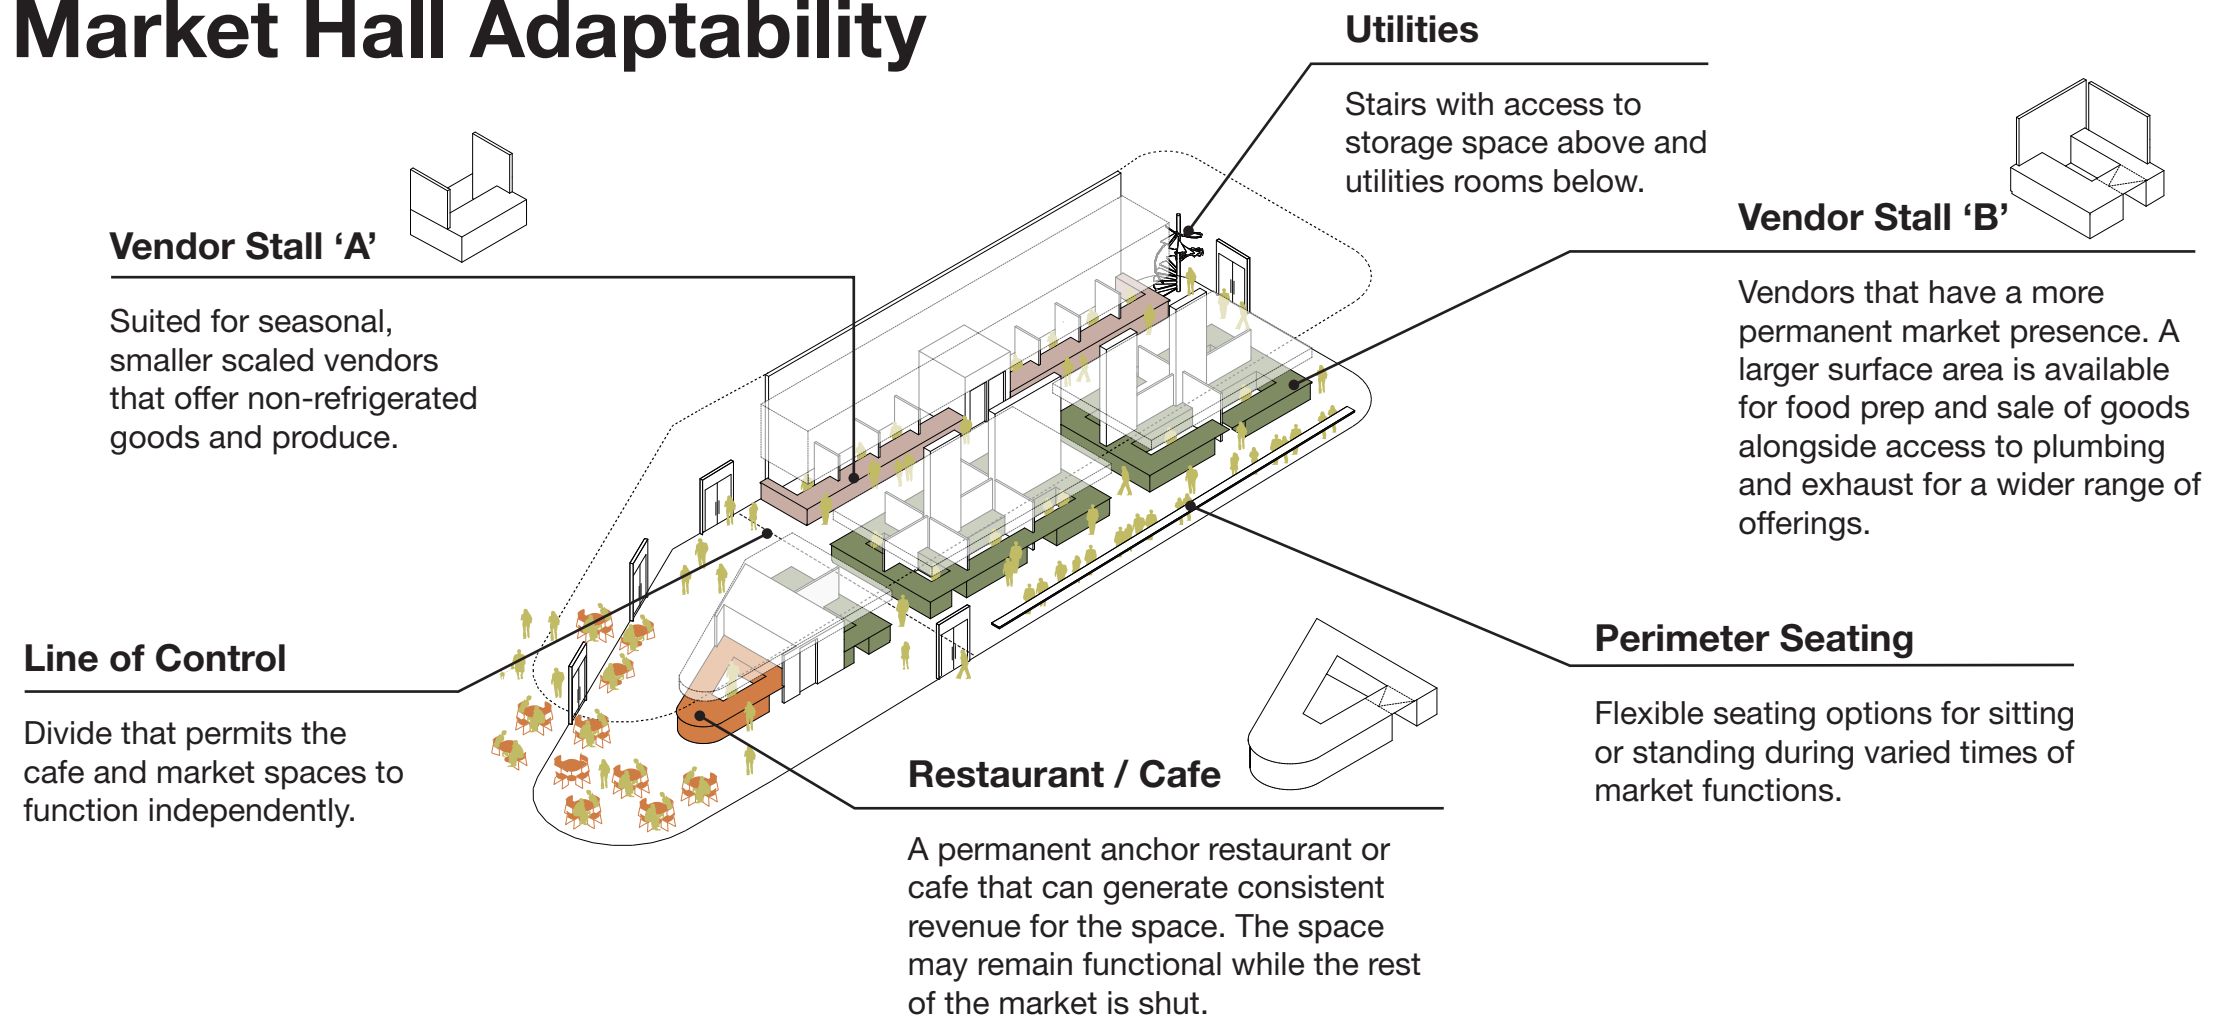 Market Hall Adaptability
Utilities
Stairs with access to
storage space above and
utilities rooms below.
Vendor Stall ‘A’
Suited for seasonal,
smaller scaled vendors
that offer non-refrigerated
goods and produce.
Vendor Stall ‘B’
Vendors that have a more
permanent market presence. A
larger surface area is available
for food prep and sale of goods
alongside access to plumbing
and exhaust for a wider range of
offerings.
Line of Control
Divide that permits the
cafe and market spaces to
function independently.
Perimeter Seating
Flexible seating options for sitting
or standing during varied times of
market functions.
Restaurant / Cafe
A permanent anchor restaurant or
cafe that can generate consistent
revenue for the space. The space
may remain functional while the rest
of the market is shut.